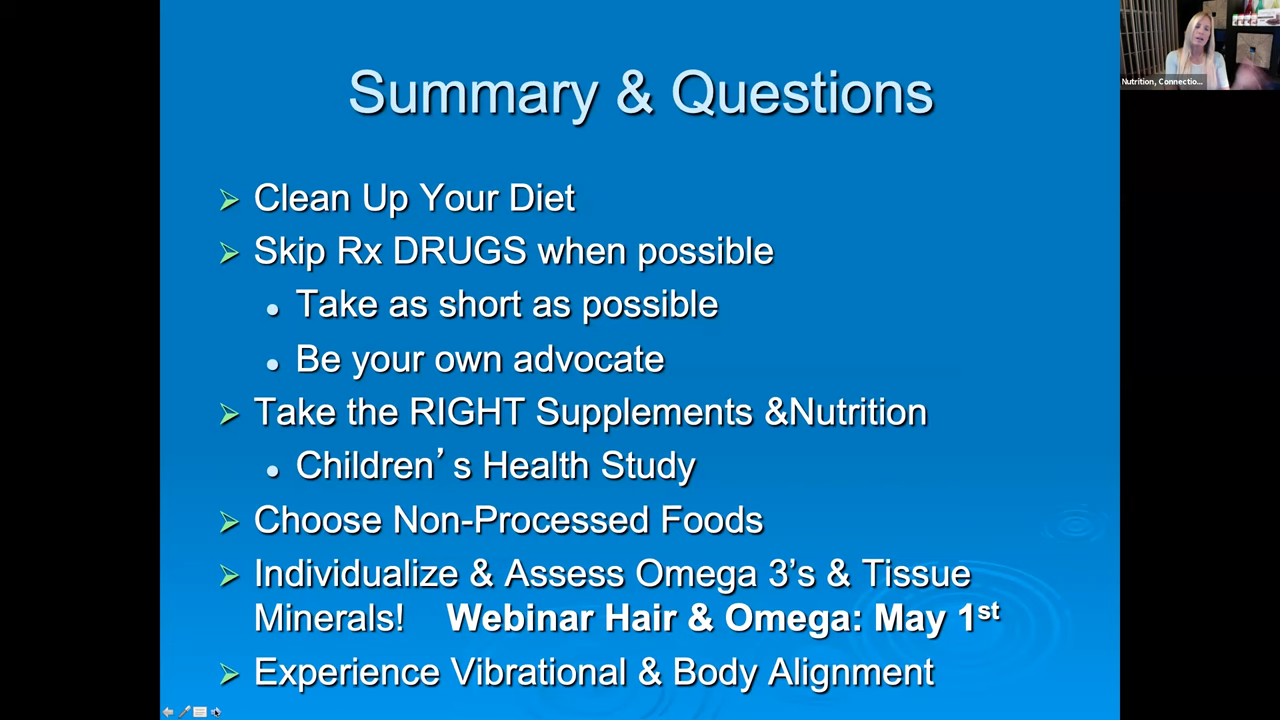 Nutrition, Connectio...
Summary & Questions
Clean Up Your Diet
Skip Rx DRUGS when possible
Take as short as possible
Be your own advocate
Take the RIGHT Supplements &Nutrition
Children’s Health Study
Choose Non-Processed Foods
Individualize & Assess Omega 3’s & Tissue
Minerals! Webinar Hair & Omega: May 1st
Experience Vibrational & Body Alignment